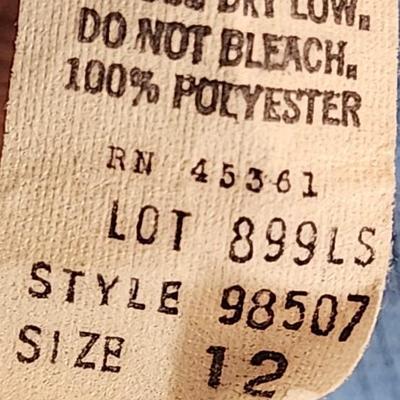 DRY LOW.
DO NOT BLEACH.
100% POLYESTER
RN 45361
LOT 899LS
STYLE 98507
SIZE 12